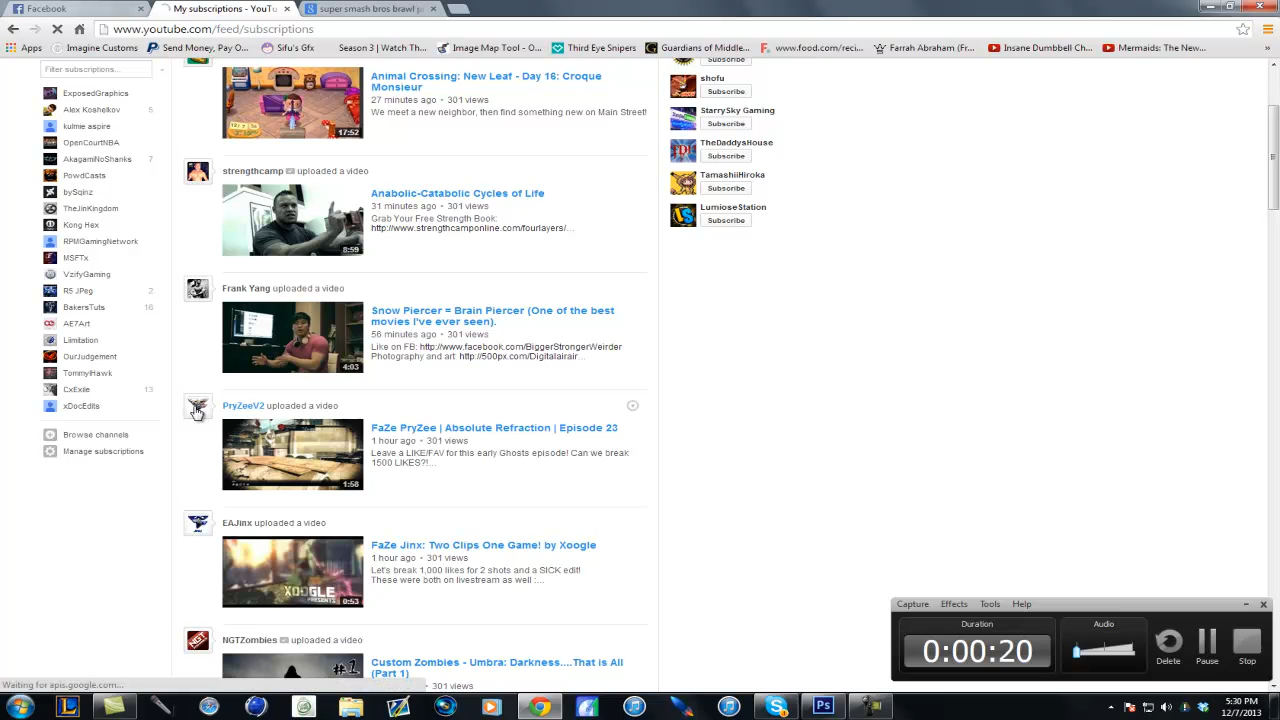 Facebook
My subscriptions - YouTu
super smash bros brawl p
www.youtube.com/feed/subscriptions
Apps
Imagine Customs
Send Money, Pay O...
Sifu's Gfx
Season 3 | Watch Th...
Image Map Tool - O...
Third Eye Snipers
Guardians of Middle...
www.food.com/reci...
Farrah Abraham (Fr...
Insane Dumbbell Ch...
Mermaids: The New...
Filter subscriptions...
ExposedGraphics
Alex Koshelkov 5
kulmie aspire
OpenCourtNBA
AkagamiNoShanks 7
PowdCasts
bySqinz
TheJinKingdom
Kong Hex
RPMGamingNetwork
MSFTx
VzifyGaming
RS JPeg 2
BakersTuts 16
AE7Art
Liimitation
OurJudgement
TommyIHawk
CxExile 13
xDocEdits
Browse channels
Manage subscriptions
Animal Crossing: New Leaf - Day 16: Croque
Monsieur
27 minutes ago • 301 views
We meet a new neighbor, then find something new on Main Street!
17:52
strengthcamp uploaded a video
Anabolic-Catabolic Cycles of Life
31 minutes ago • 301 views
Grab Your Free Strength Book:
http://www.strengthcamponline.com/fourlayers/...
8:59
Frank Yang uploaded a video
Snow Piercer = Brain Piercer (One of the best
movies I've ever seen).
56 minutes ago • 301 views
Like on FB: http://www.facebook.com/BiggerStrongerWeirder
Photography and art: http://500px.com/Digitalairair...
4:03
PryZeeV2 uploaded a video
FaZe PryZee | Absolute Refraction | Episode 23
1 hour ago • 301 views
Leave a LIKE/FAV for this early Ghosts episode! Can we break
1500 LIKES?!...
1:58
EAJinx uploaded a video
FaZe Jinx: Two Clips One Game! by Xoogle
1 hour ago • 301 views
Let's break 1,000 likes for 2 shots and a SICK edit!
These were both on livestream as well :...
XOOGLE
PRESENTS
0:53
NGT
NGTZombies uploaded a video
Custom Zombies - Umbra: Darkness....That is All
(Part 1)
#1
1 hour ago • 301 views
Subscribe
shofu
Subscribe
StarrySky Gaming
Subscribe
TheDaddysHouse
Subscribe
TamashiiHiroka
Subscribe
LumioseStation
Subscribe
Capture Effects Tools Help
Duration
0:00:20
Audio
Delete
Pause
Stop
Waiting for apis.google.com...
5:30 PM
12/7/2013